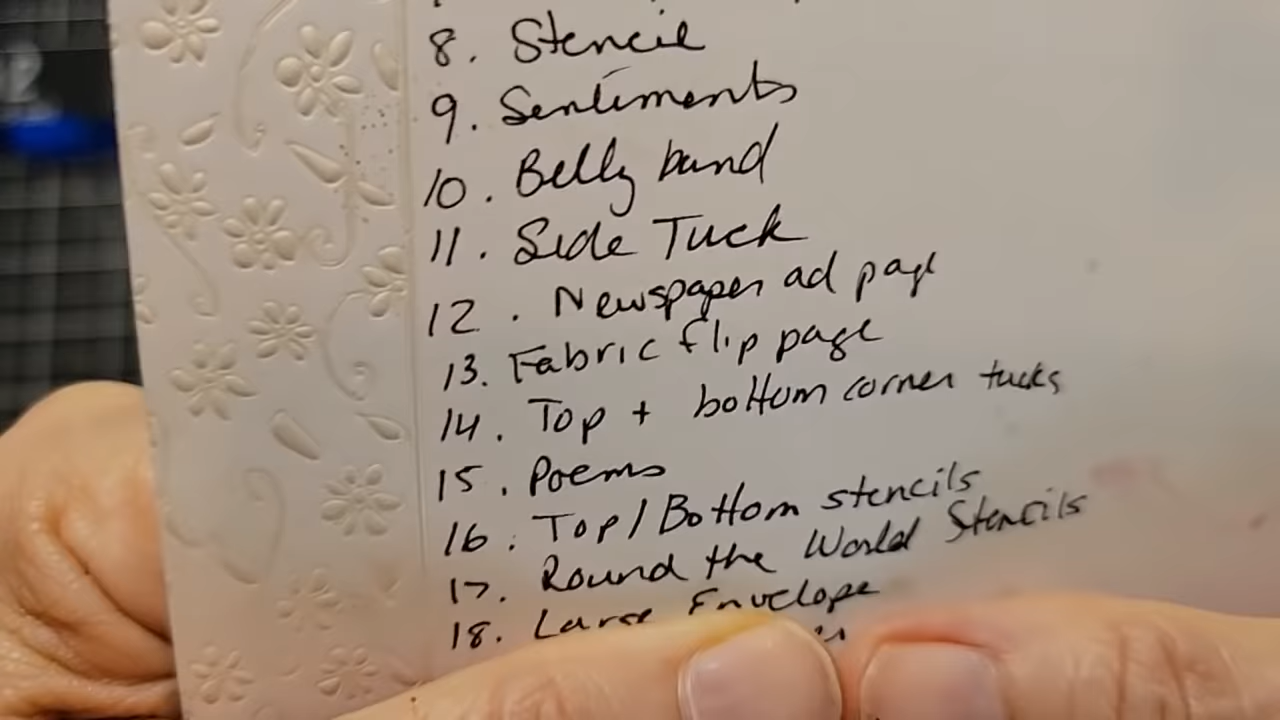 8. Stencil
9. Sentiments
10. Belly band
11. Side Tuck
12. Newspaper ad page
13. Fabric flip page
14. Top + bottom corner tucks
15. Poems
16. Top/Bottom stencils
17. Round the World Stencils
18. Large Envelope